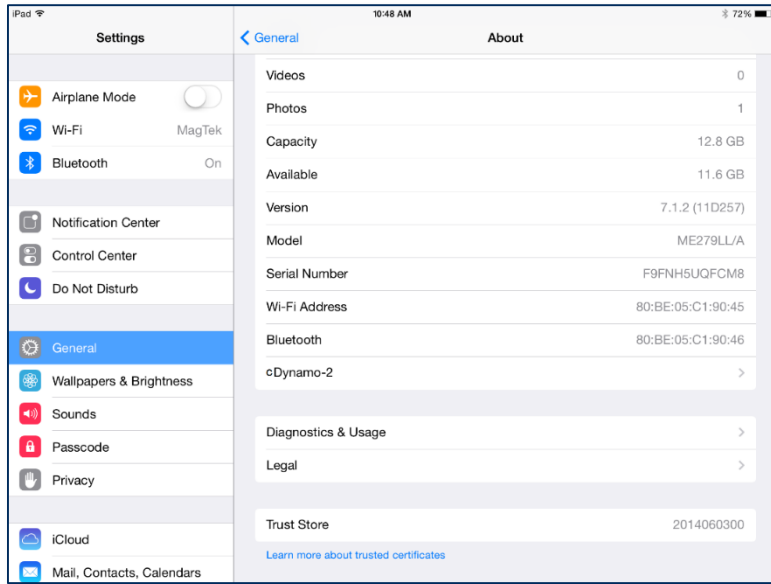 iPad 10:48 AM 72%
Settings
General About
Airplane Mode
Wi-Fi MagTek
Bluetooth On
Notification Center
Control Center
Do Not Disturb
General
Wallpapers & Brightness
Sounds
Passcode
Privacy
iCloud
Mail, Contacts, Calendars
Videos 0
Photos 1
Capacity 12.8 GB
Available 11.6 GB
Version 7.1.2 (11D257)
Model ME279LL/A
Serial Number F9FNH5UQFCM8
Wi-Fi Address 80:BE:05:C1:90:45
Bluetooth 80:BE:05:C1:90:46
cDynamo-2
Diagnostics & Usage
Legal
Trust Store 2014060300
Learn more about trusted certificates